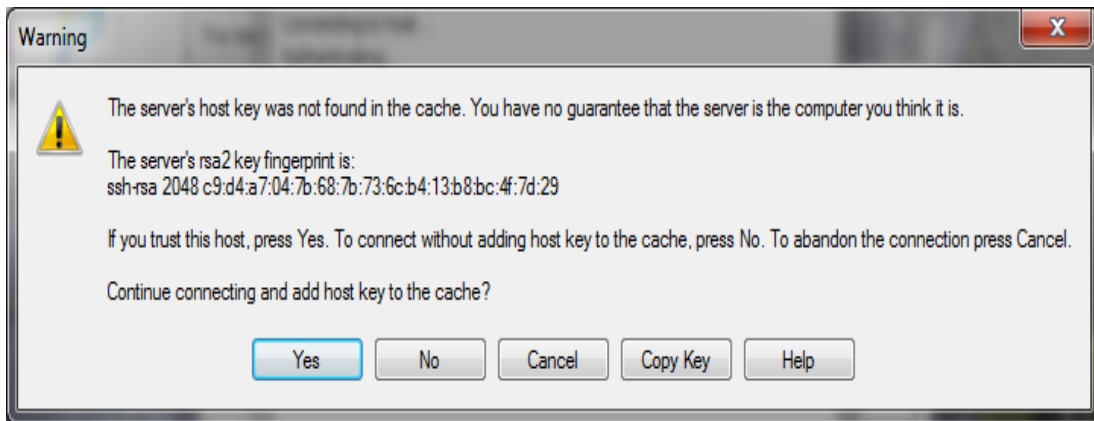 Connecting to host...
Warning
Authenticating...
The server's host key was not found in the cache. You have no guarantee that the server is the computer you think it is.
The server's rsa2 key fingerprint is:
ssh-rsa 2048 c9:d4:a7:04:7b:68:7b:73:6c:b4:13:b8:bc:4f:7d:29
If you trust this host, press Yes. To connect without adding host key to the cache, press No. To abandon the connection press Cancel.
Continue connecting and add host key to the cache?
Yes
No
Cancel
Copy Key
Help